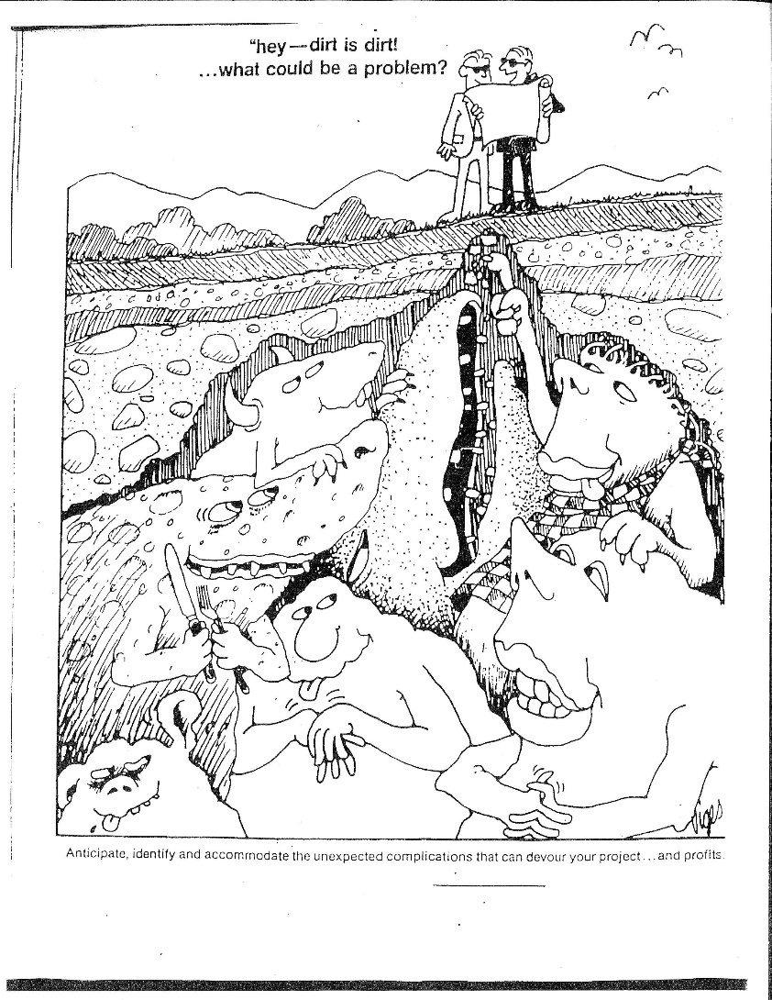 “hey—dirt is dirt!
...what could be a problem?
Anticipate, identify and accommodate the unexpected complications that can devour your project...and profits.